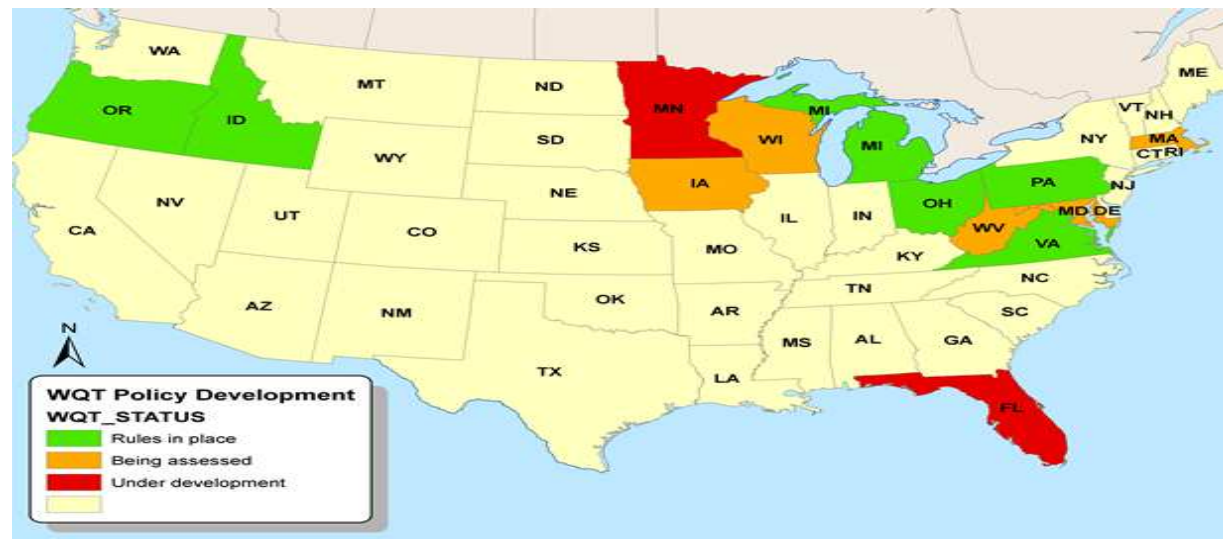 WA
MT
ND
MN
ME
VT
NH
OR
ID
MI
SD
WI
MI
NY
MA
CT RI
WY
IA
PA
NJ
NE
NV
UT
IL
IN
OH
MD DE
WV
VA
CA
CO
KS
MO
KY
NC
TN
AZ
NM
OK
AR
SC
MS
AL
GA
TX
LA
FL
N
WQT Policy Development
WQT_STATUS
Rules in place
Being assessed
Under development